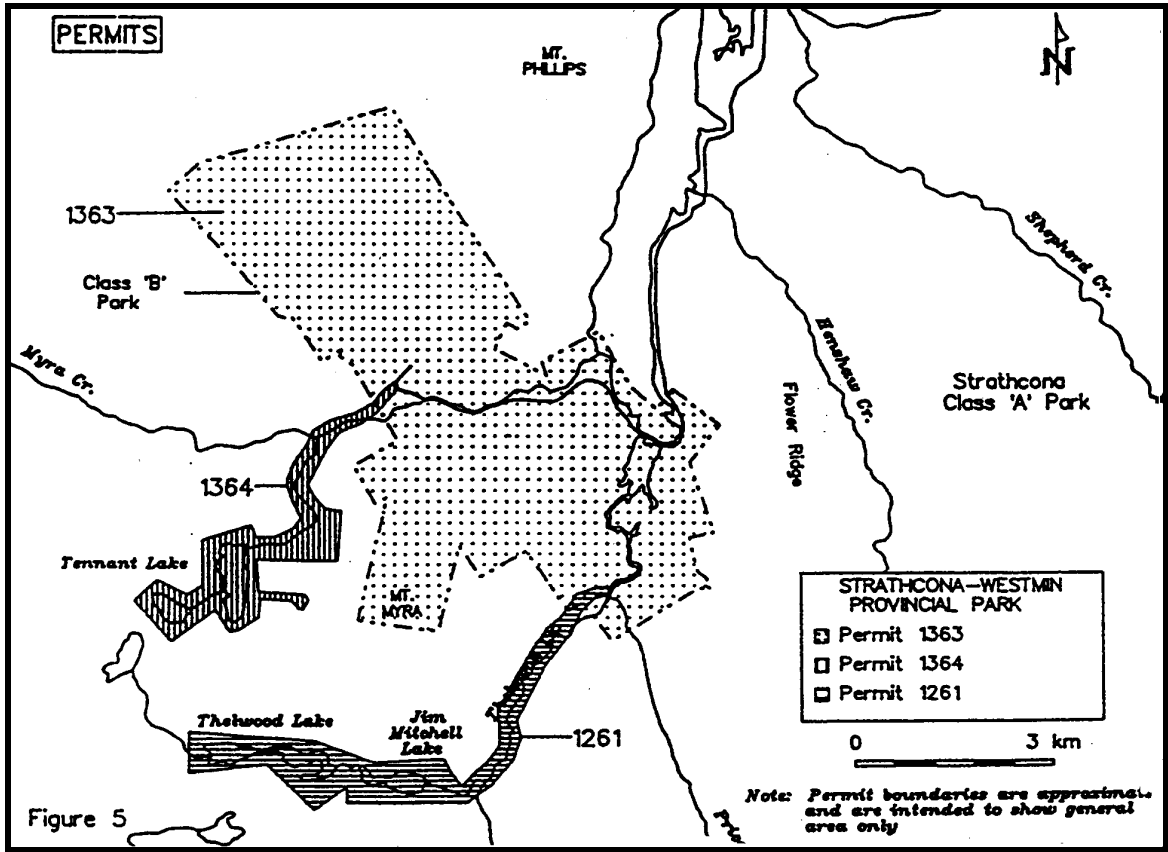 PERMITS
MT.
PHILLIPS
N
1363
Class 'B'
Park
Shepherd Cr.
Myra Cr.
Henshaw Cr.
Flower Ridge
Strathcona
Class 'A' Park
1364
Tennant Lake
MT.
MYRA
Thelwood Lake
Jim
Mitchell
Lake
1261
STRATHCONA-WESTMIN
PROVINCIAL PARK
Permit 1363
Permit 1364
Permit 1261
0 3 km
Note: Permit boundaries are approximate
and are intended to show general
area only
Figure 5